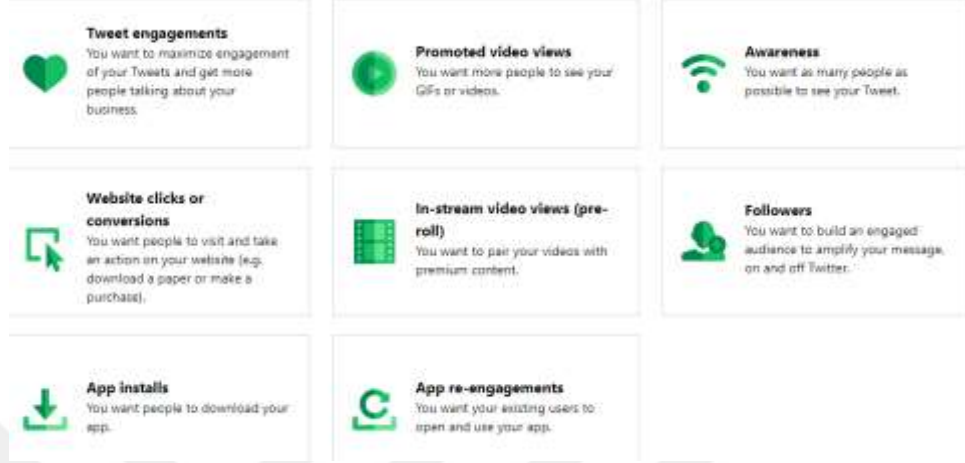 Tweet engagements
You want to maximize engagement
of your Tweets and get more
people talking about your
business.
Promoted video views
You want more people to see your
GIFs or videos.
Awareness
You want as many people as
possible to see your Tweet.
Website clicks or
conversions
You want people to visit and take
an action on your website (e.g.
download a paper or make a
purchase).
In-stream video views (pre-
roll)
You want to pair your videos with
premium content.
Followers
You want to build an engaged
audience to amplify your message,
on and off Twitter.
App installs
You want people to download your
app.
App re-engagements
You want your existing users to
open and use your app.